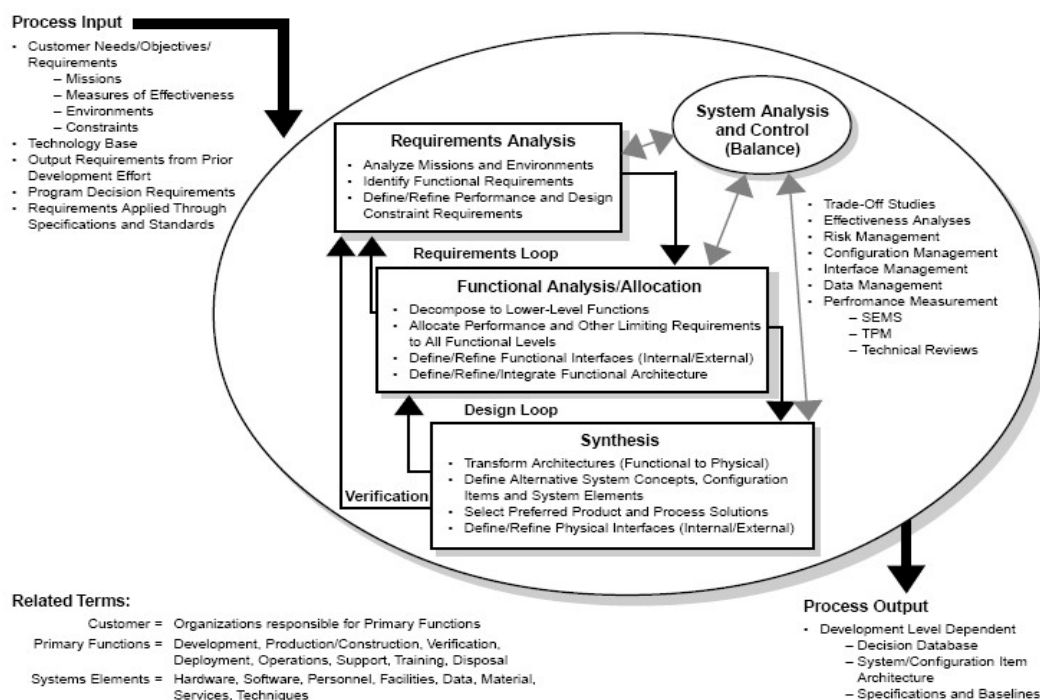 Process Input
• Customer Needs/Objectives/
Requirements
– Missions
– Measures of Effectiveness
– Environments
– Constraints
• Technology Base
• Output Requirements from Prior
Development Effort
• Program Decision Requirements
• Requirements Applied Through
Specifications and Standards
System Analysis
and Control
(Balance)
Requirements Analysis
• Analyze Missions and Environments
• Identify Functional Requirements
• Define/Refine Performance and Design
Constraint Requirements
• Trade-Off Studies
• Effectiveness Analyses
• Risk Management
• Configuration Management
• Interface Management
• Data Management
• Perfromance Measurement
– SEMS
– TPM
– Technical Reviews
Requirements Loop
Functional Analysis/Allocation
• Decompose to Lower-Level Functions
• Allocate Performance and Other Limiting Requirements
to All Functional Levels
• Define/Refine Functional Interfaces (Internal/External)
• Define/Refine/Integrate Functional Architecture
Design Loop
Synthesis
• Transform Architectures (Functional to Physical)
• Define Alternative System Concepts, Configuration
Items and System Elements
• Select Preferred Product and Process Solutions
• Define/Refine Physical Interfaces (Internal/External)
Verification
Related Terms:
Customer = Organizations responsible for Primary Functions
Primary Functions = Development, Production/Construction, Verification,
Deployment, Operations, Support, Training, Disposal
Systems Elements = Hardware, Software, Personnel, Facilities, Data, Material,
Services, Techniques
Process Output
• Development Level Dependent
– Decision Database
– System/Configuration Item
Architecture
– Specifications and Baselines